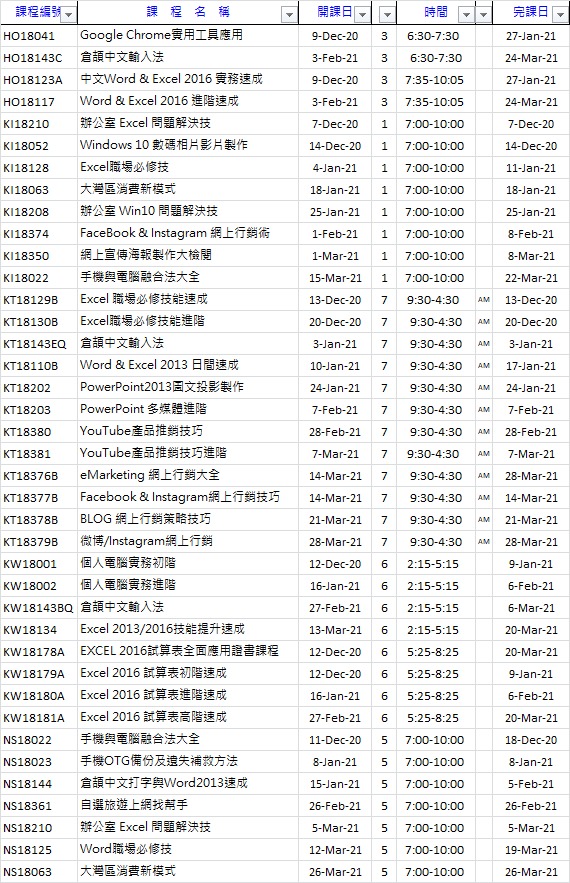 課程編號 課 程 名 稱 開課日 時間 完課日
HO18041 Google Chrome實用工具應用 9-Dec-20 3 6:30-7:30 27-Jan-21
HO18143C 倉頡中文輸入法 3-Feb-21 3 6:30-7:30 24-Mar-21
HO18123A 中文Word & Excel 2016 實務速成 9-Dec-20 3 7:35-10:05 27-Jan-21
HO18117 Word & Excel 2016 進階速成 3-Feb-21 3 7:35-10:05 24-Mar-21
KI18210 辦公室 Excel 問題解決技 7-Dec-20 1 7:00-10:00 7-Dec-20
KI18052 Windows 10 數碼相片影片製作 14-Dec-20 1 7:00-10:00 14-Dec-20
KI18128 Excel職場必修技 4-Jan-21 1 7:00-10:00 11-Jan-21
KI18063 大灣區消費新模式 18-Jan-21 1 7:00-10:00 18-Jan-21
KI18208 辦公室 Win10 問題解決技 25-Jan-21 1 7:00-10:00 25-Jan-21
KI18374 FaceBook & Instagram 網上行銷術 1-Feb-21 1 7:00-10:00 8-Feb-21
KI18350 網上宣傳海報製作大檢閱 1-Mar-21 1 7:00-10:00 8-Mar-21
KI18022 手機與電腦融合法大全 15-Mar-21 1 7:00-10:00 22-Mar-21
KT18129B Excel 職場必修技能速成 13-Dec-20 7 9:30-4:30 AM 13-Dec-20
KT18130B Excel職場必修技能進階 20-Dec-20 7 9:30-4:30 AM 20-Dec-20
KT18143EQ 倉頡中文輸入法 3-Jan-21 7 9:30-4:30 AM 3-Jan-21
KT18110B Word & Excel 2013 日間速成 10-Jan-21 7 9:30-4:30 AM 17-Jan-21
KT18202 PowerPoint2013圖文投影製作 24-Jan-21 7 9:30-4:30 AM 24-Jan-21
KT18203 PowerPoint 多媒體進階 7-Feb-21 7 9:30-4:30 AM 7-Feb-21
KT18380 YouTube產品推銷技巧 28-Feb-21 7 9:30-4:30 AM 28-Feb-21
KT18381 YouTube產品推銷技巧進階 7-Mar-21 7 9:30-4:30 AM 7-Mar-21
KT18376B eMarketing 網上行銷大全 14-Mar-21 7 9:30-4:30 AM 28-Mar-21
KT18377B Facebook & Instagram網上行銷技巧 14-Mar-21 7 9:30-4:30 AM 14-Mar-21
KT18378B BLOG 網上行銷策略技巧 21-Mar-21 7 9:30-4:30 AM 21-Mar-21
KT18379B 微博/Instagram網上行銷 28-Mar-21 7 9:30-4:30 AM 28-Mar-21
KW18001 個人電腦實務初階 12-Dec-20 6 2:15-5:15 9-Jan-21
KW18002 個人電腦實務進階 16-Jan-21 6 2:15-5:15 6-Feb-21
KW18143BQ 倉頡中文輸入法 27-Feb-21 6 2:15-5:15 6-Mar-21
KW18134 Excel 2013/2016技能提升速成 13-Mar-21 6 2:15-5:15 20-Mar-21
KW18178A EXCEL 2016試算表全面應用證書課程 12-Dec-20 6 5:25-8:25 20-Mar-21
KW18179A Excel 2016 試算表初階速成 12-Dec-20 6 5:25-8:25 9-Jan-21
KW18180A Excel 2016 試算表進階速成 16-Jan-21 6 5:25-8:25 6-Feb-21
KW18181A Excel 2016 試算表高階速成 27-Feb-21 6 5:25-8:25 20-Mar-21
NS18022 手機與電腦融合法大全 11-Dec-20 5 7:00-10:00 18-Dec-20
NS18023 手機OTG備份及遺失補救方法 8-Jan-21 5 7:00-10:00 8-Jan-21
NS18144 倉頡中文打字與Word2013速成 15-Jan-21 5 7:00-10:00 5-Feb-21
NS18361 自選旅遊上網找幫手 26-Feb-21 5 7:00-10:00 26-Feb-21
NS18210 辦公室 Excel 問題解決技 5-Mar-21 5 7:00-10:00 5-Mar-21
NS18125 Word職場必修技 12-Mar-21 5 7:00-10:00 19-Mar-21
NS18063 大灣區消費新模式 26-Mar-21 5 7:00-10:00 26-Mar-21